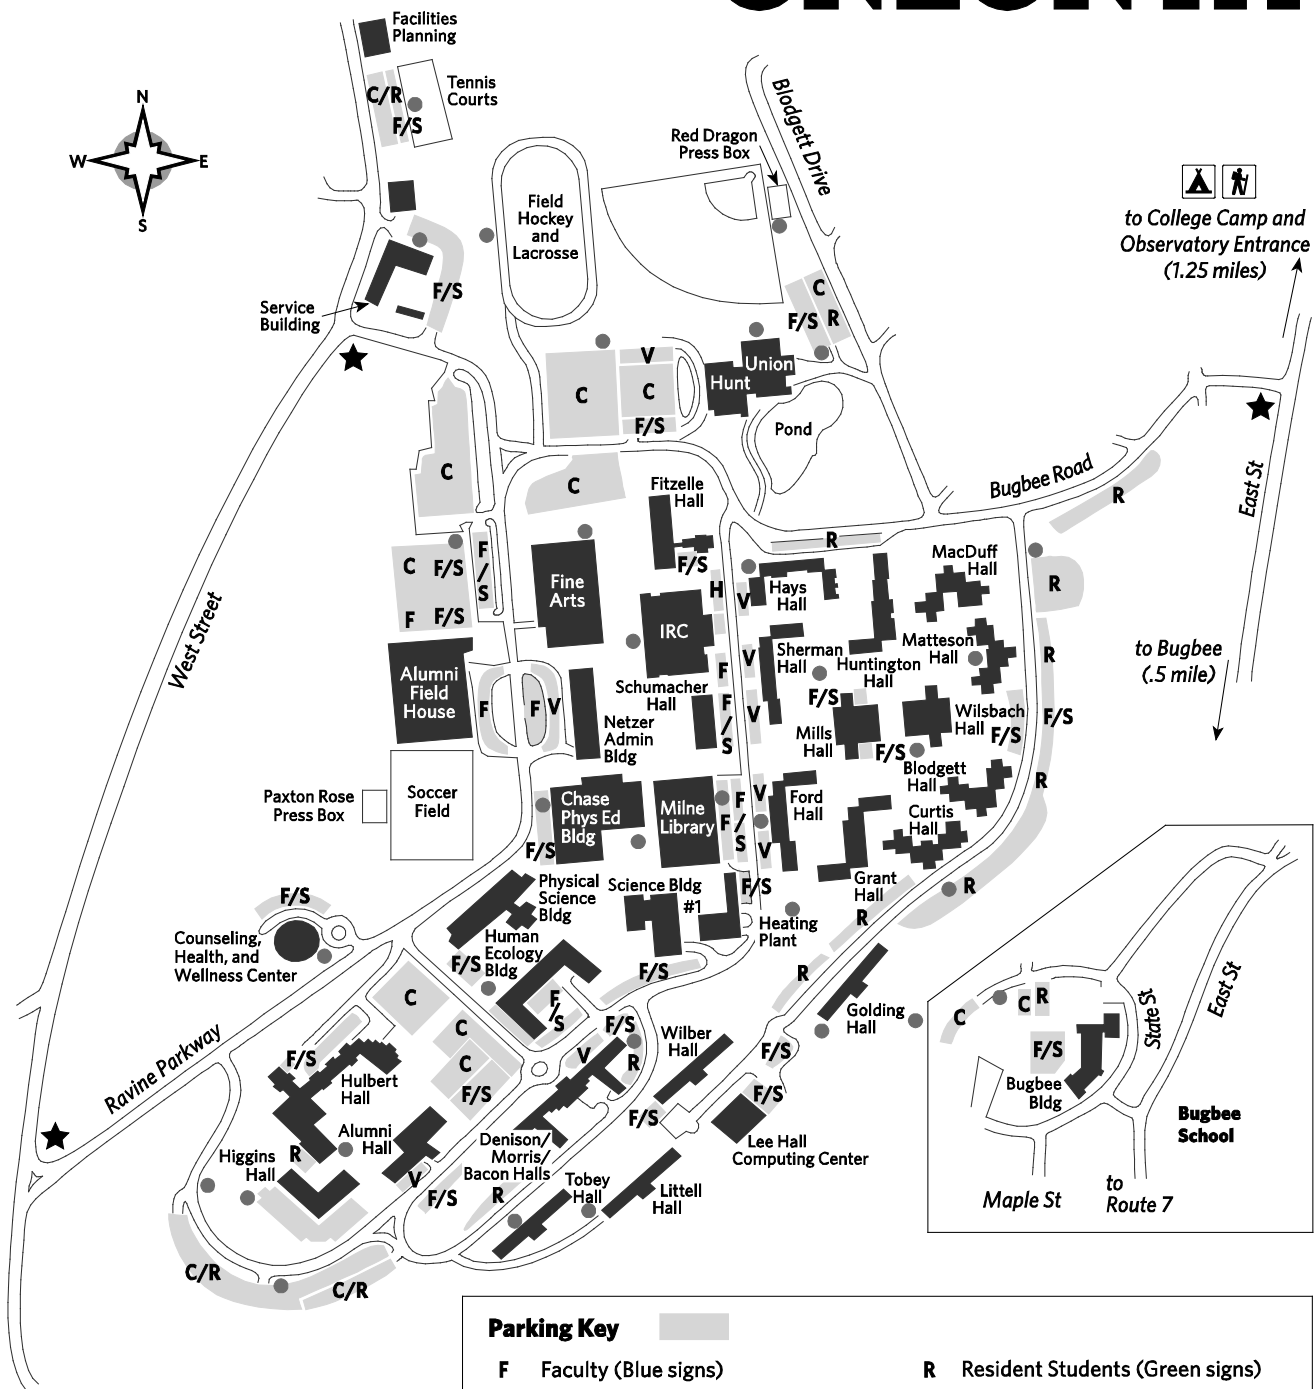 Facilities
Planning
C/R
F/S
Tennis
Courts
N
W
E
S
Red Dragon
Press Box
Blodgett Drive
Field
Hockey
and
Lacrosse
to College Camp and
Observatory Entrance
(1.25 miles)
Service
Building
F/S
C
F/S
R
V
C
C
F/S
Hunt
Union
Pond
Bugbee Road
R
East St
C
C
Fitzelle
Hall
F/S
R
MacDuff
Hall
R
C
F/S
F
F/S
F
/
S
Fine
Arts
H
V
Hays
Hall
IRC
West Street
Alumni
Field
House
F
F
V
Schumacher
Hall
Netzer
Admin
Bldg
F
F
/
S
V
V
Sherman
Hall
Huntington
Hall
F/S
Matteson
Hall
R
to Bugbee
(.5 mile)
Mills
Hall
F/S
Wilsbach
Hall
F/S
F/S
Blodgett
Hall
R
Paxton Rose
Press Box
Soccer
Field
Chase
Phys Ed
Bldg
F/S
Milne
Library
F
F
/
S
V
V
Ford
Hall
Curtis
Hall
Grant
Hall
R
R
F/S
Physical
Science
Bldg
Science Bldg
#1
F/S
Heating
Plant
Counseling,
Health, and
Wellness Center
Human
Ecology
Bldg
F/S
F/S
R
C
F
/
S
Golding
Hall
C
C
F/S
F/S
V
R
Wilber
Hall
F/S
F/S
Ravine Parkway
F/S
Hulbert
Hall
F/S
Lee Hall
Computing Center
Alumni
Hall
R
Higgins
Hall
V
F/S
Denison/
Morris/
Bacon Halls
R
Tobey
Hall
Littell
Hall
C/R
C/R
C
C
R
F/S
Bugbee
Bldg
State St
East St
Bugbee
School
Maple St
to
Route 7
Parking Key
F Faculty (Blue signs)
R Resident Students (Green signs)